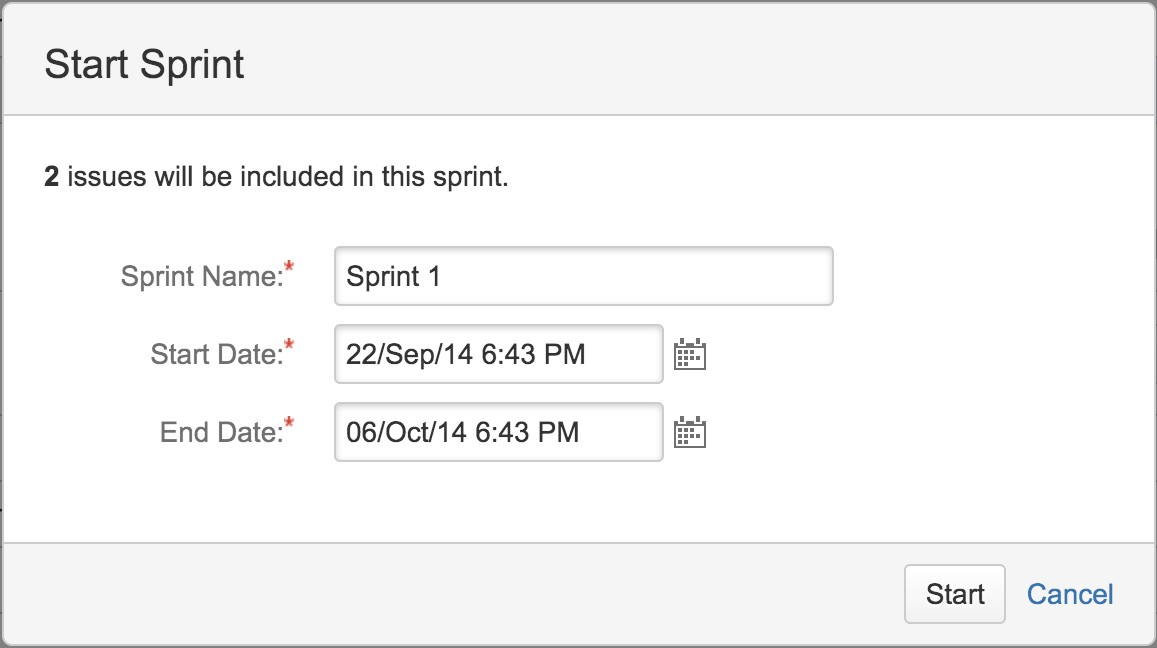 Start Sprint
2 issues will be included in this sprint.
Sprint Name:* Sprint 1
Start Date:* 22/Sep/14 6:43 PM
End Date:* 06/Oct/14 6:43 PM
Start Cancel